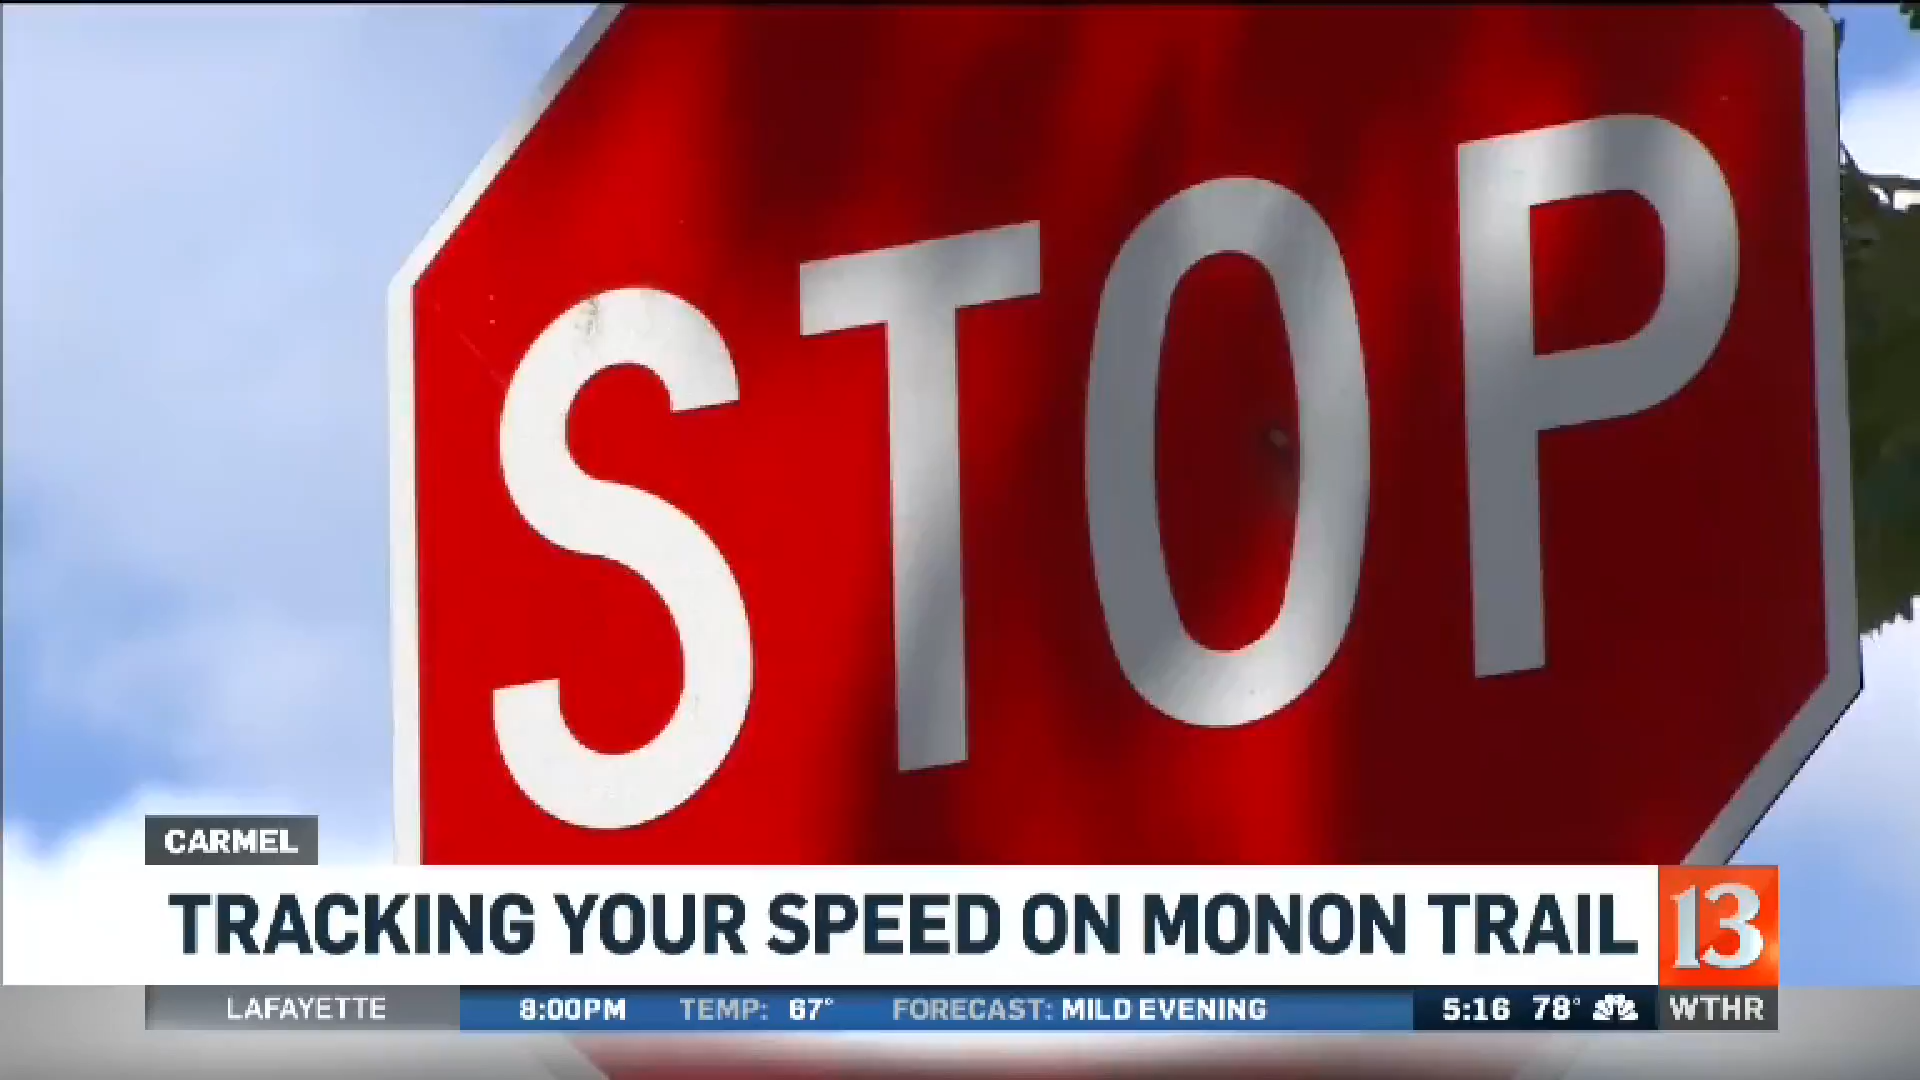 STOP
CARMEL
TRACKING YOUR SPEED ON MONON TRAIL
13
LAFAYETTE 8:00PM TEMP: 67° FORECAST: MILD EVENING 5:16 78° WTHR